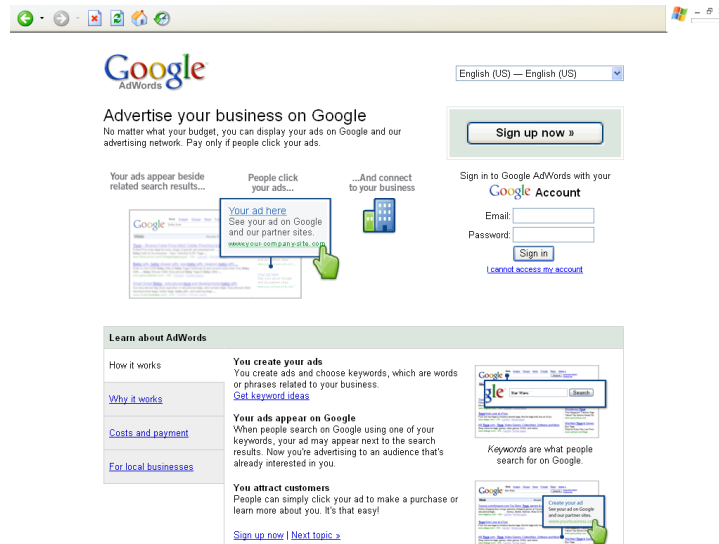 Google
AdWords
English (US) — English (US)
Advertise your business on Google
No matter what your budget, you can display your ads on Google and our
advertising network. Pay only if people click your ads.
Sign up now »
Your ads appear beside
related search results...
People click
your ads...
...And connect
to your business
Google
Your ad here
See your ad on Google
and our partner sites.
www.your-company-site.com
Sign in to Google AdWords with your
Google Account
Email:
Password:
Sign in
I cannot access my account
Learn about AdWords
How it works
Why it works
Costs and payment
For local businesses
You create your ads
You create ads and choose keywords, which are words
or phrases related to your business.
Get keyword ideas
Your ads appear on Google
When people search on Google using one of your
keywords, your ad may appear next to the search
results. Now you're advertising to an audience that's
already interested in you.
You attract customers
People can simply click your ad to make a purchase or
learn more about you. It's that easy!
Sign up now | Next topic »
Google
gle
Search
Keywords are what people
search for on Google.
Google
Create your ad
See your ad on Google
and our partner sites.